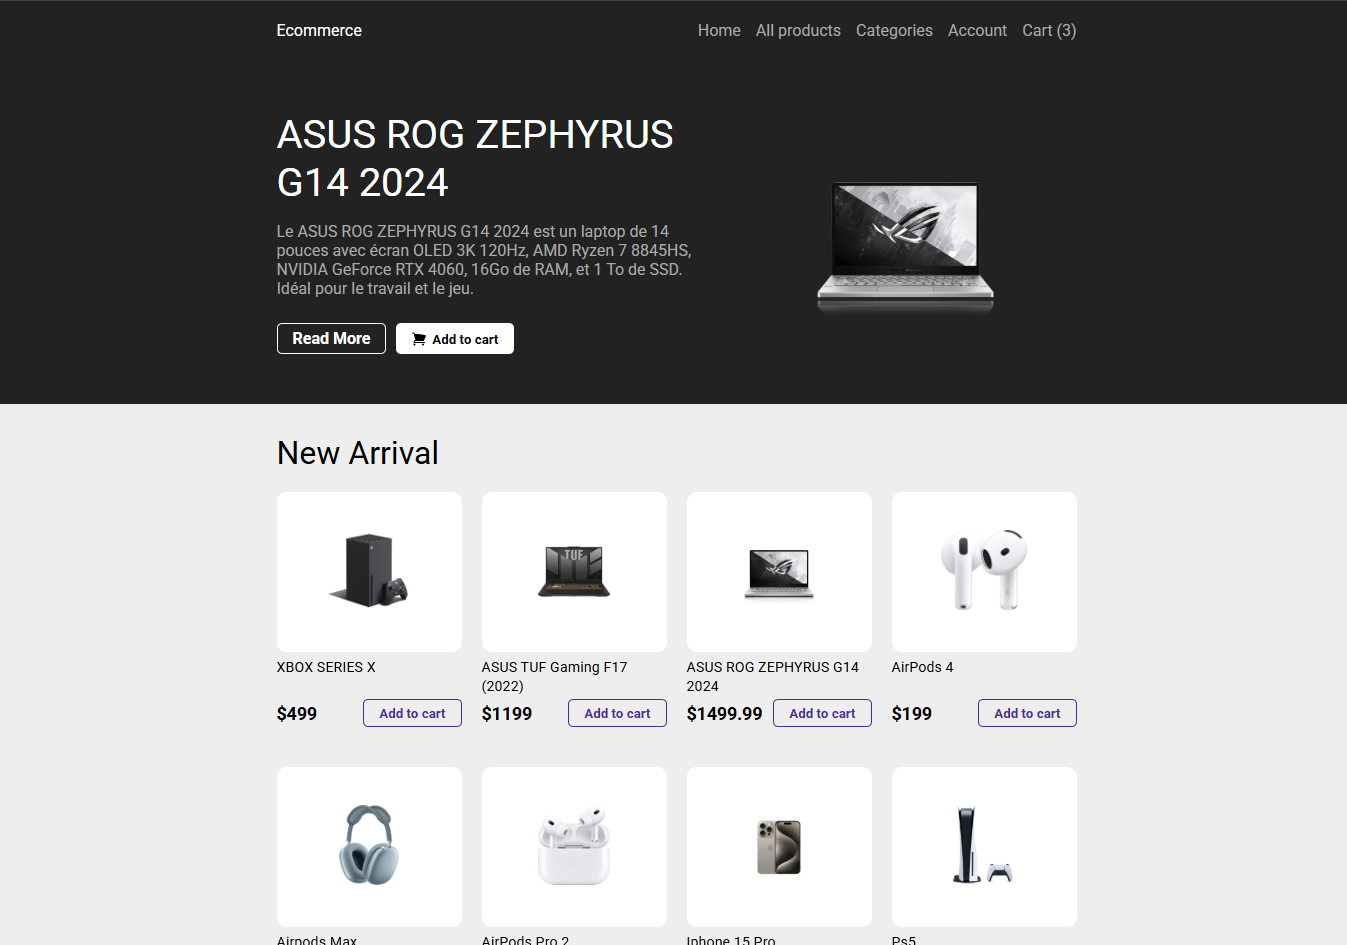 Ecommerce
Home All products Categories Account Cart (3)
ASUS ROG ZEPHYRUS
G14 2024
Le ASUS ROG ZEPHYRUS G14 2024 est un laptop de 14
pouces avec écran OLED 3K 120Hz, AMD Ryzen 7 8845HS,
NVIDIA GeForce RTX 4060, 16Go de RAM, et 1 To de SSD.
Idéal pour le travail et le jeu.
Read More
Add to cart
New Arrival
TUF
XBOX SERIES X
$499
Add to cart
ASUS TUF Gaming F17
(2022)
$1199
Add to cart
ASUS ROG ZEPHYRUS G14
2024
$1499.99
Add to cart
AirPods 4
$199
Add to cart
Airpods Max
AirPods Pro 2
Iphone 15 Pro
Ps5